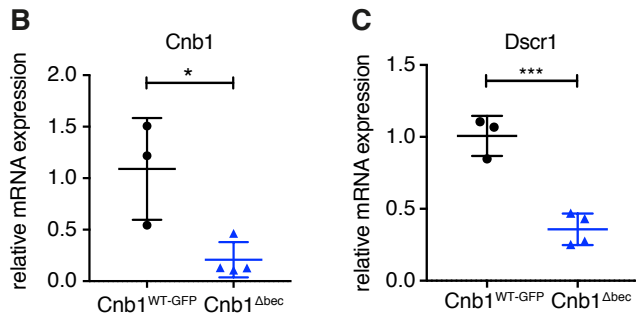 B
Cnb1
relative mRNA expression
2.0
1.5
1.0
0.5
0.0
*
Cnb1WT-GFP Cnb1Δbec
C
Dscr1
relative mRNA expression
1.5
1.0
0.5
0.0
***
Cnb1WT-GFP Cnb1Δbec